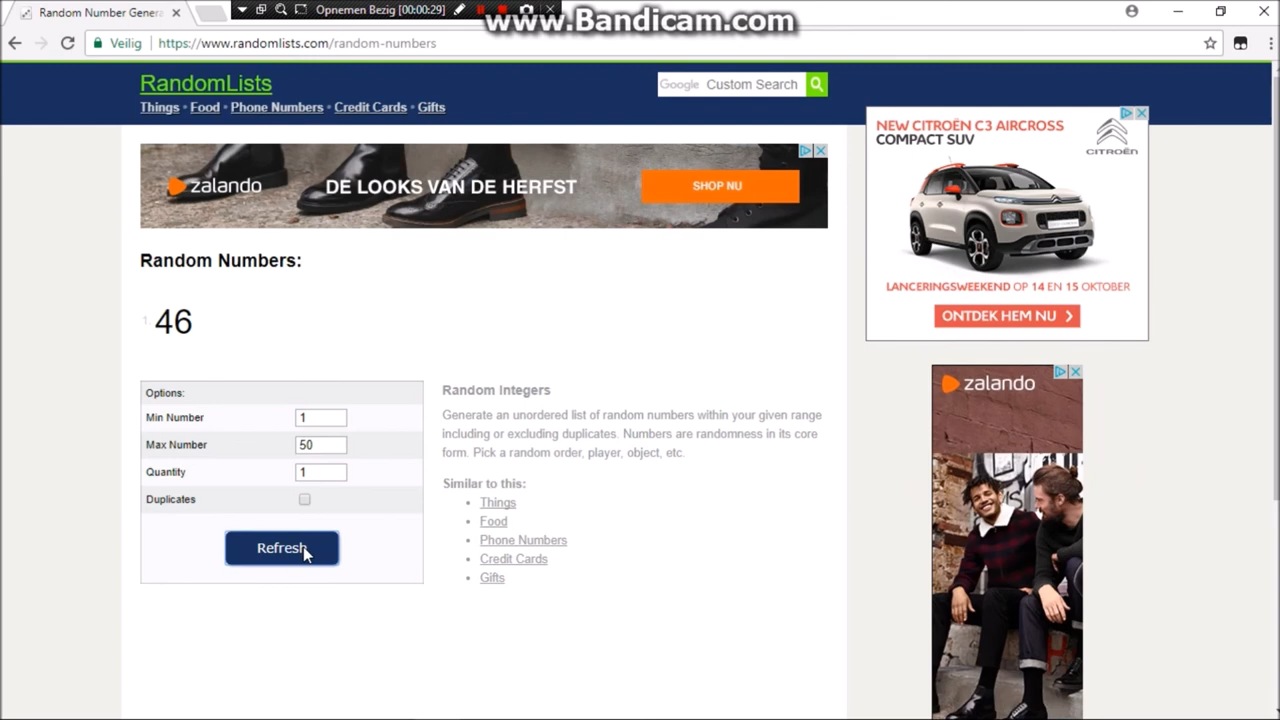 Random Number Genera
Opnemen Bezig [00:00:29]
www.Bandicam.com
Veilig
https://www.randomlists.com/random-numbers
RandomLists
Google Custom Search
Things • Food • Phone Numbers • Credit Cards • Gifts
zalando
DE LOOKS VAN DE HERFST
SHOP NU
NEW CITROËN C3 AIRCROSS
COMPACT SUV
CITROËN
LANCERINGSWEEKEND OP 14 EN 15 OKTOBER
ONTDEK HEM NU
Random Numbers:
1 46
Options:
Min Number 1
Max Number 50
Quantity 1
Duplicates
Refresh
Random Integers
Generate an unordered list of random numbers within your given range
including or excluding duplicates. Numbers are randomness in its core
form. Pick a random order, player, object, etc.
Similar to this:
Things
Food
Phone Numbers
Credit Cards
Gifts
zalando